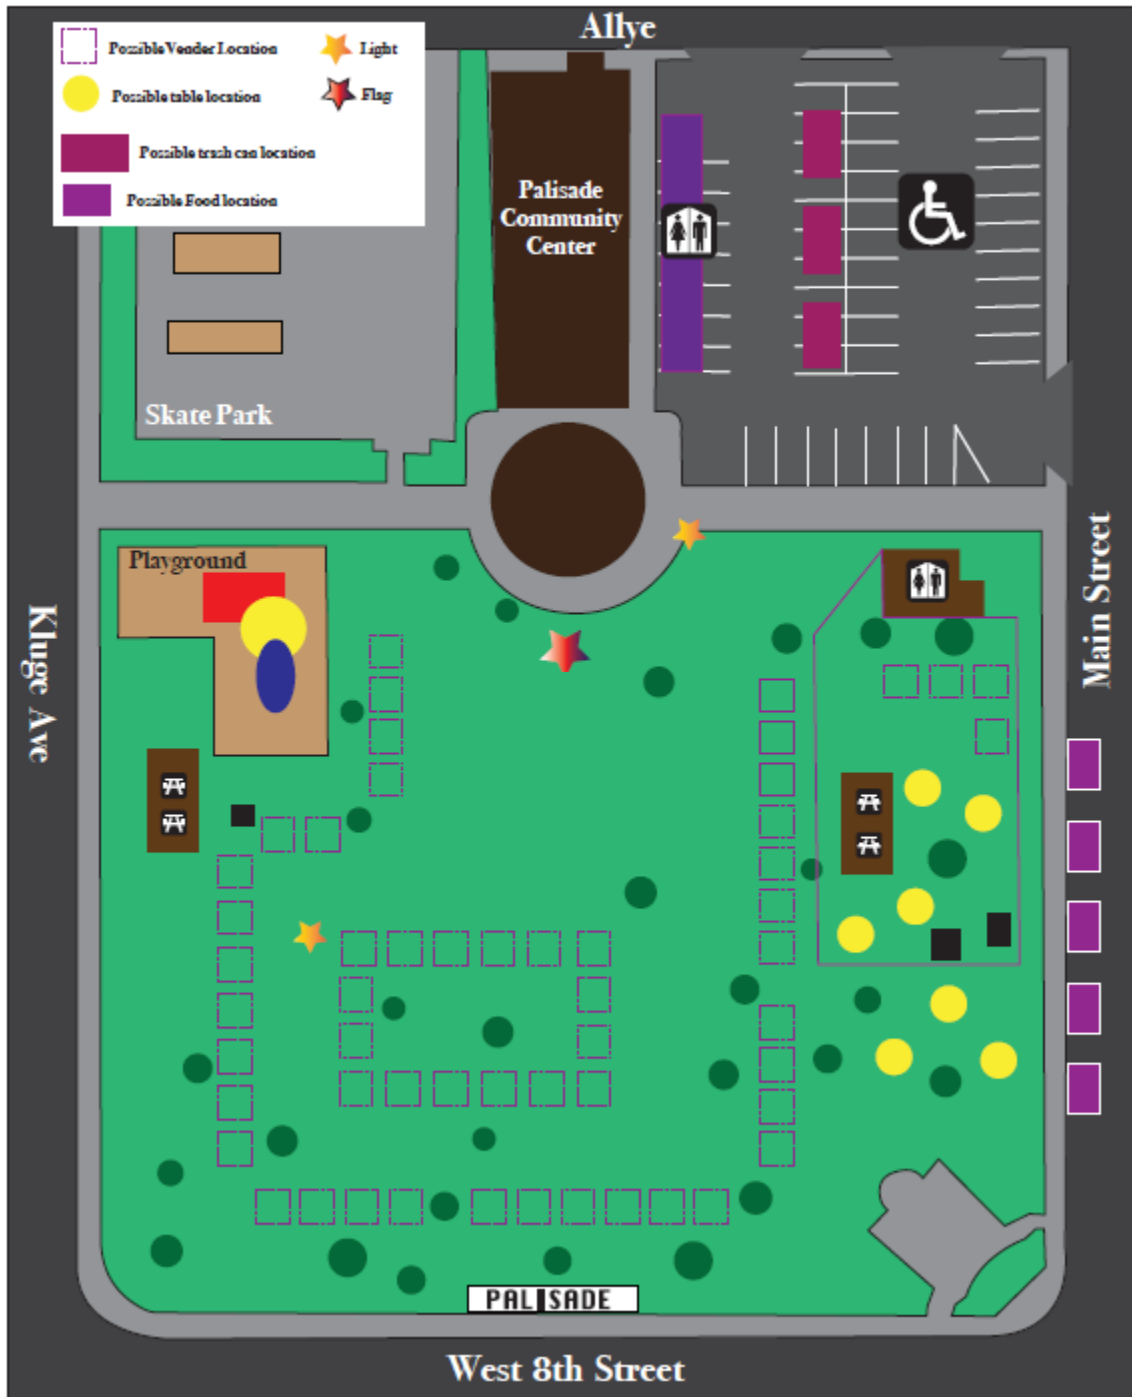 Allye
Possible Vender Location
Light
Possible table location
Flag
Possible trash can location
Possible Food location
Palisade
Community
Center
Skate Park
Playground
Kluge Ave
Main Street
PALISADE
West 8th Street